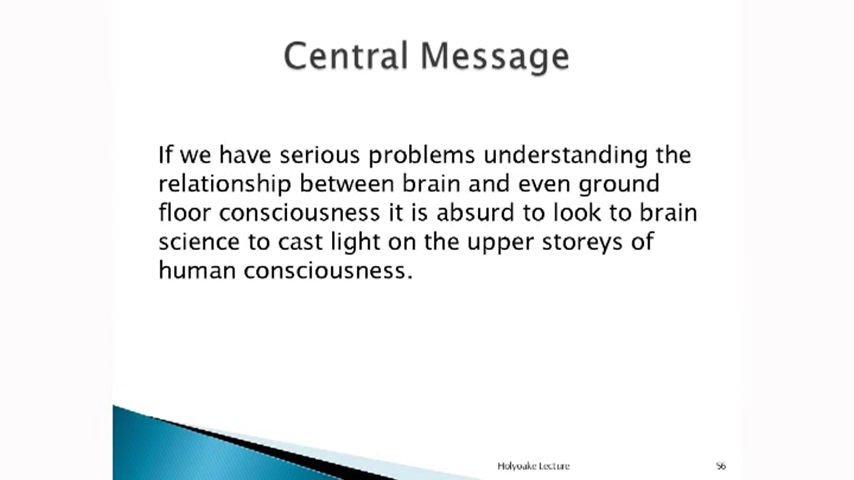 Central Message
If we have serious problems understanding the
relationship between brain and even ground
floor consciousness it is absurd to look to brain
science to cast light on the upper storeys of
human consciousness.
Holyoake Lecture
56